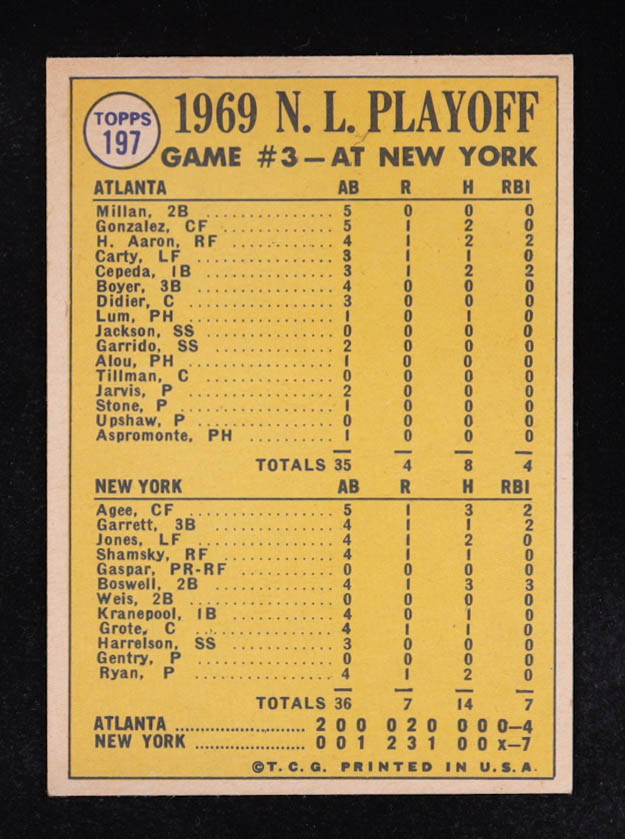 TOPPS
197
1969 N. L. PLAYOFF
GAME #3—AT NEW YORK
ATLANTA AB R H RBI
Millan, 2B 5 0 0 0
Gonzalez, CF 5 1 2 0
H. Aaron, RF 4 1 2 2
Carty, LF 3 1 1 0
Cepeda, 1B 3 1 2 2
Boyer, 3B 4 0 0 0
Didier, C 3 0 0 0
Lum, PH 1 0 1 0
Jackson, SS 0 0 0 0
Garrido, SS 2 0 0 0
Alou, PH 1 0 0 0
Tillman, C 0 0 0 0
Jarvis, P 2 0 0 0
Stone, P 1 0 0 0
Upshaw, P 0 0 0 0
Aspromonte, PH 1 0 0 0
TOTALS 35 4 8 4
NEW YORK AB R H RBI
Agee, CF 5 1 3 2
Garrett, 3B 4 1 1 2
Jones, LF 4 1 2 0
Shamsky, RF 4 1 1 0
Gaspar, PR-RF 0 0 0 0
Boswell, 2B 4 1 3 3
Weis, 2B 0 0 0 0
Kranepool, 1B 4 0 1 0
Grote, C 4 1 1 0
Harrelson, SS 3 0 0 0
Gentry, P 0 0 0 0
Ryan, P 4 1 2 0
TOTALS 36 7 14 7
ATLANTA 2 0 0 0 2 0 0 0 0—4
NEW YORK 0 0 1 2 3 1 0 0 x—7
©T. C. G. PRINTED IN U. S. A.